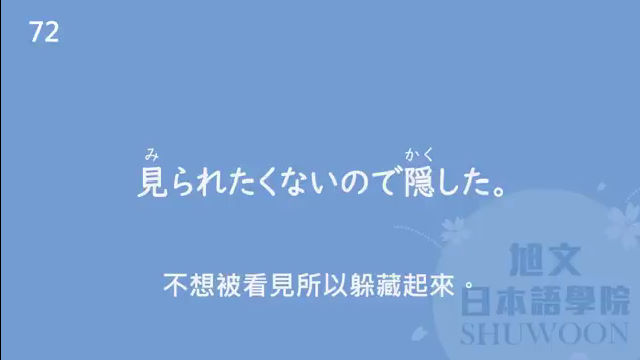 72
み かく
見られたくないので隠した。
不想被看見所以躲藏起來。
旭文
日本語學院
SHUWOON